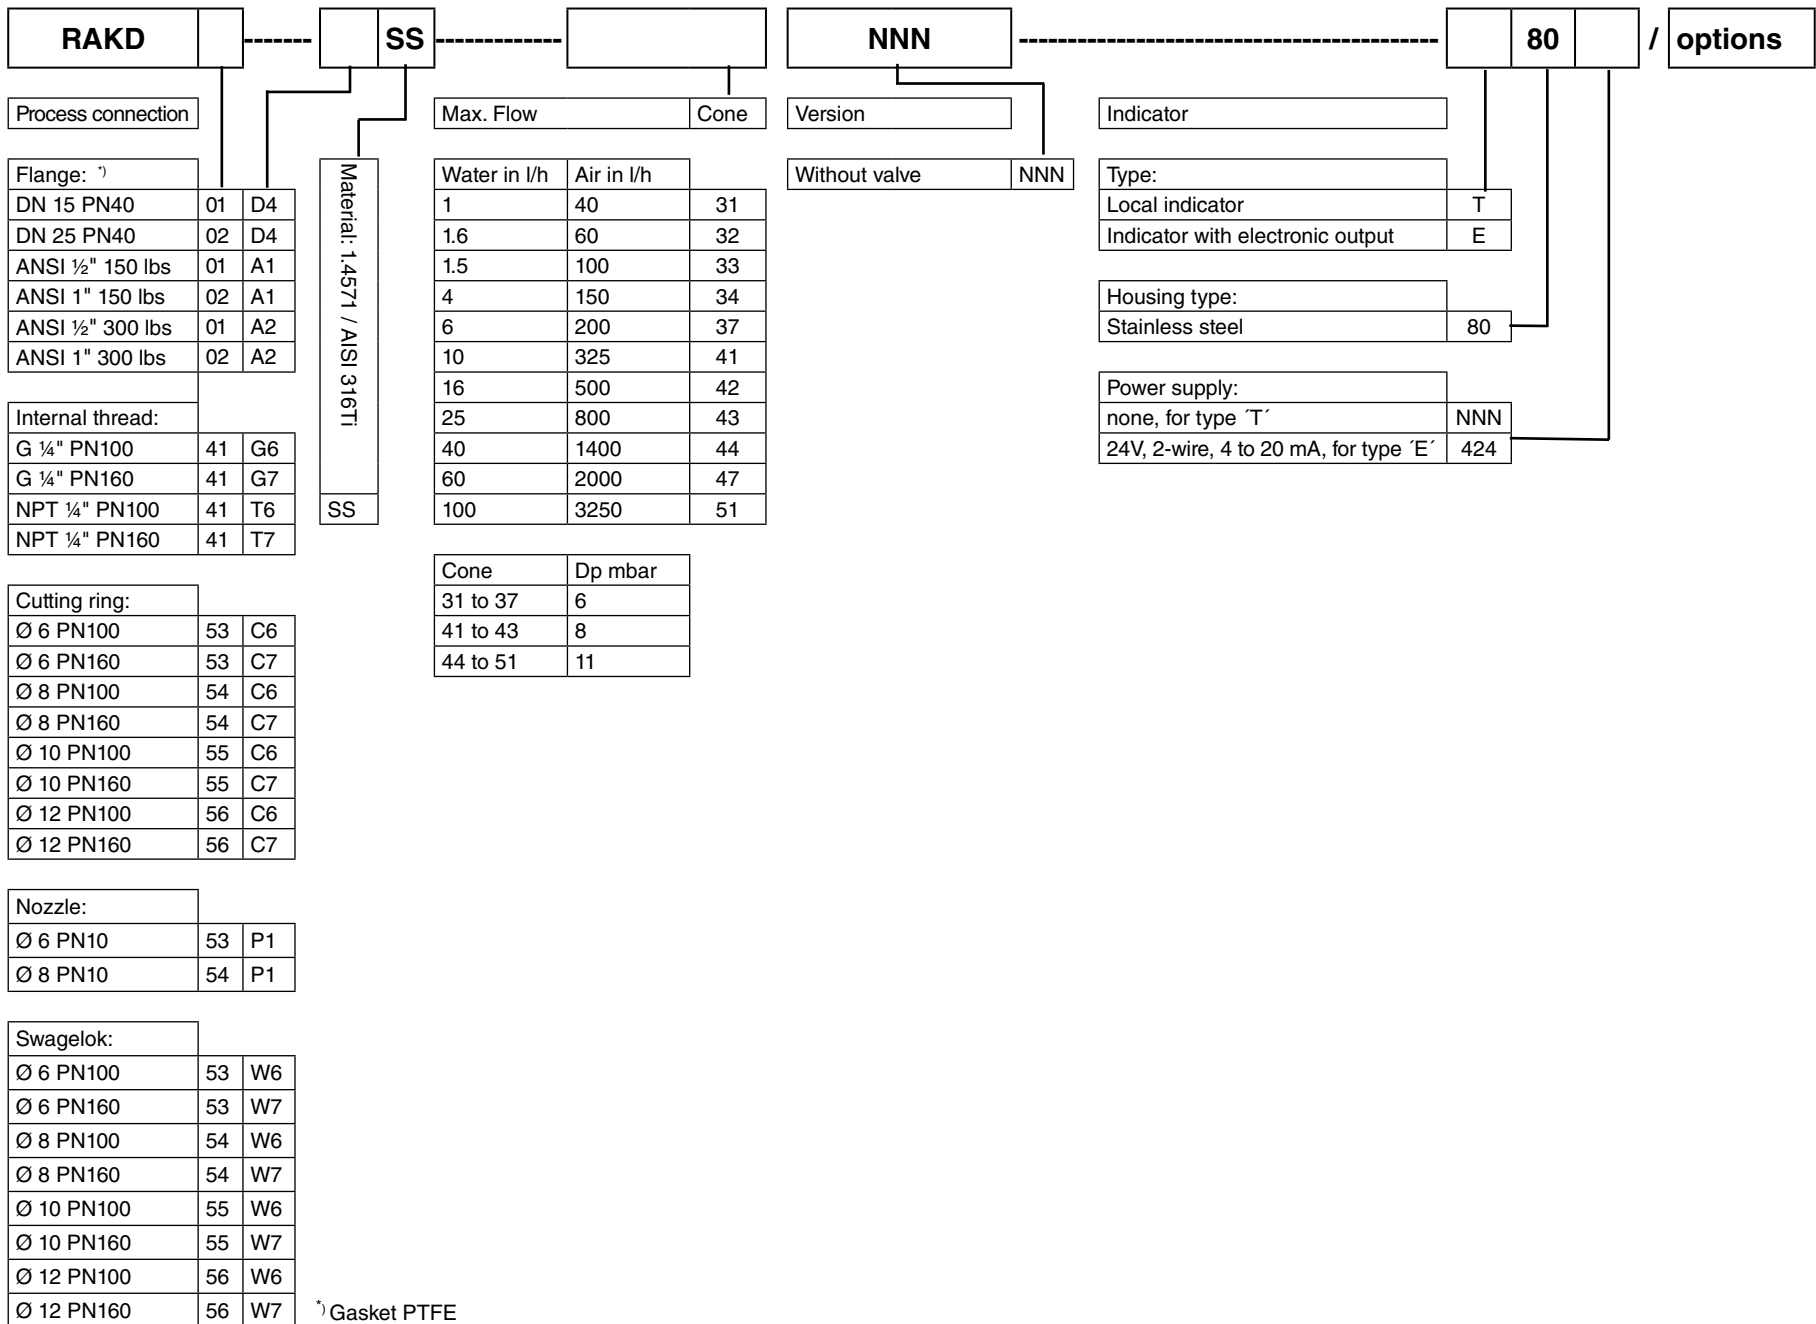 RAKD SS NNN 80 / options
Process connection
Max. Flow Cone
Version
Indicator
Flange: *)
DN 15 PN40 01 D4
DN 25 PN40 02 D4
ANSI ½" 150 lbs 01 A1
ANSI 1" 150 lbs 02 A1
ANSI ½" 300 lbs 01 A2
ANSI 1" 300 lbs 02 A2
Internal thread:
G ¼" PN100 41 G6
G ¼" PN160 41 G7
NPT ¼" PN100 41 T6
NPT ¼" PN160 41 T7
Cutting ring:
Ø 6 PN100 53 C6
Ø 6 PN160 53 C7
Ø 8 PN100 54 C6
Ø 8 PN160 54 C7
Ø 10 PN100 55 C6
Ø 10 PN160 55 C7
Ø 12 PN100 56 C6
Ø 12 PN160 56 C7
Nozzle:
Ø 6 PN10 53 P1
Ø 8 PN10 54 P1
Swagelok:
Ø 6 PN100 53 W6
Ø 6 PN160 53 W7
Ø 8 PN100 54 W6
Ø 8 PN160 54 W7
Ø 10 PN100 55 W6
Ø 10 PN160 55 W7
Ø 12 PN100 56 W6
Ø 12 PN160 56 W7
*) Gasket PTFE
Material: 1.4571 / AISI 316Ti
SS
Water in l/h Air in l/h
1 40 31
1.6 60 32
1.5 100 33
4 150 34
6 200 37
10 325 41
16 500 42
25 800 43
40 1400 44
60 2000 47
100 3250 51
Cone Dp mbar
31 to 37 6
41 to 43 8
44 to 51 11
Without valve NNN
Type:
Local indicator T
Indicator with electronic output E
Housing type:
Stainless steel 80
Power supply:
none, for type ´T´ NNN
24V, 2-wire, 4 to 20 mA, for type ´E´ 424